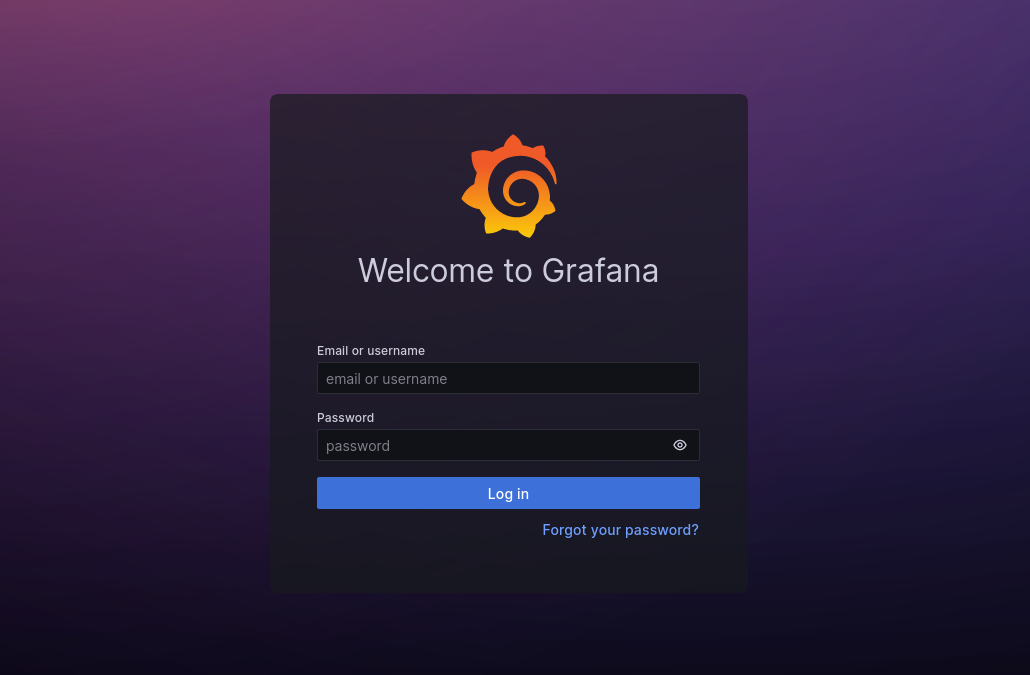 Welcome to Grafana
Email or username
email or username
Password
password
Log in
Forgot your password?